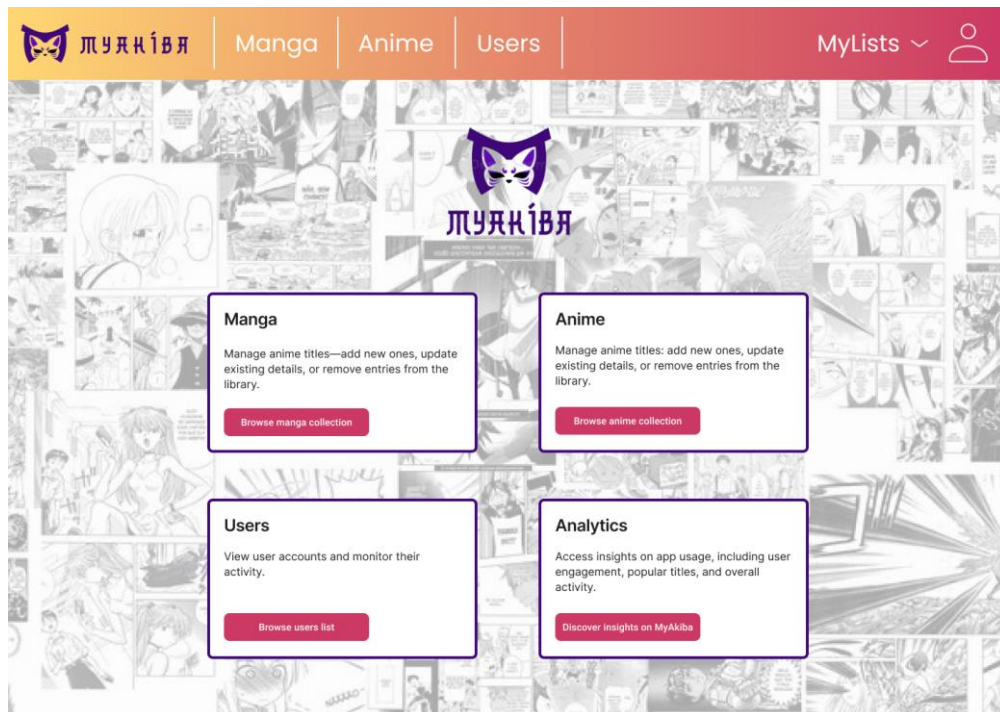 MYAKÍBA
Manga
Anime
Users
MyLists
MYAKÍBA
Manga
Manage anime titles—add new ones, update
existing details, or remove entries from the
library.
Browse manga collection
Anime
Manage anime titles: add new ones, update
existing details, or remove entries from the
library.
Browse anime collection
Users
View user accounts and monitor their
activity.
Browse users list
Analytics
Access insights on app usage, including user
engagement, popular titles, and overall
activity.
Discover insights on MyAkiba